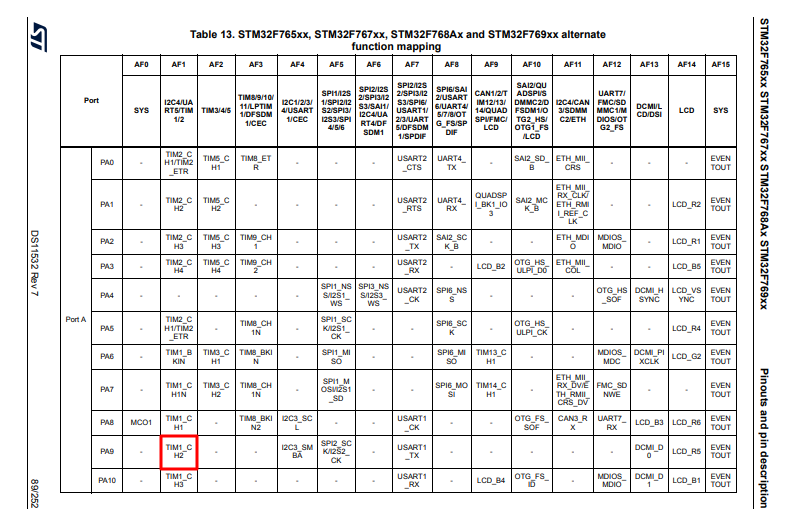 Table 13. STM32F765xx, STM32F767xx, STM32F768Ax and STM32F769xx alternate
function mapping
AF0 AF1 AF2 AF3 AF4 AF5 AF6 AF7 AF8 AF9 AF10 AF11 AF12 AF13 AF14 AF15
Port SYS I2C4/UART5/TIM1/2 TIM3/4/5 TIM8/9/10/11/LPTIM1/DFSDM1/CEC I2C1/2/3/4/USART1/CEC SPI1/I2S1/SPI2/I2S2/SPI3/I2S3/SPI4/5/6 SPI2/I2S2/SPI3/I2S3/SAI1/I2C4/UART4/DFSDM1 SPI2/I2S2/SPI3/I2S3/SPI6/USART1/2/3/UART5/DFSDM1/SPDIF SPI6/SAI2/USART6/UART4/5/7/8/OTG_FS/SPDIF CAN1/2/TIM12/13/14/QUADSPI/FMC/LCD SAI2/QUADSPI/SDMMC2/DFSDM1/OTG2_HS/OTG1_FS/LCD I2C4/CAN3/SDMMC2/ETH UART7/FMC/SDMMC1/MDIOS/OTG2_FS DCMI/LCD/DSI LCD SYS
Port A
PA0 - TIM2_CH1/TIM2_ETR TIM5_CH1 TIM8_ETR - - - USART2_CTS UART4_TX - SAI2_SD_B ETH_MII_CRS - - - EVENTOUT
PA1 - TIM2_CH2 TIM5_CH2 - - - - USART2_RTS UART4_RX QUADSPI_BK1_IO3 SAI2_MCK_B ETH_MII_RX_CLK/ETH_RMII_REF_CLK - - LCD_R2 EVENTOUT
PA2 - TIM2_CH3 TIM5_CH3 TIM9_CH1 - - - USART2_TX SAI2_SCK_B - - ETH_MDIO MDIOS_MDIO - LCD_R1 EVENTOUT
PA3 - TIM2_CH4 TIM5_CH4 TIM9_CH2 - - - USART2_RX - LCD_B2 OTG_HS_ULPI_D0 ETH_MII_COL - - LCD_B5 EVENTOUT
PA4 - - - - - SPI1_NSS/I2S1_WS SPI3_NSS/I2S3_WS USART2_CK SPI6_NSS - - - OTG_HS_SOF DCMI_HSYNC LCD_VSYNC EVENTOUT
PA5 - TIM2_CH1/TIM2_ETR - TIM8_CH1N - SPI1_SCK/I2S1_CK - - SPI6_SCK - OTG_HS_ULPI_CK - - - LCD_R4 EVENTOUT
PA6 - TIM1_BKIN TIM3_CH1 TIM8_BKIN - SPI1_MISO - - SPI6_MISO TIM13_CH1 - - MDIOS_MDC DCMI_PIXCLK LCD_G2 EVENTOUT
PA7 - TIM1_CH1N TIM3_CH2 TIM8_CH1N - SPI1_MOSI/I2S1_SD - - SPI6_MOSI TIM14_CH1 - ETH_MII_RX_DV/ETH_RMII_CRS_DV FMC_SDNWE - - EVENTOUT
PA8 MCO1 TIM1_CH1 - TIM8_BKIN2 I2C3_SCL - - USART1_CK - - OTG_FS_SOF CAN3_RX UART7_RX LCD_B3 LCD_R6 EVENTOUT
PA9 - TIM1_CH2 - - I2C3_SMBA SPI2_SCK/I2S2_CK - USART1_TX - - - - - DCMI_D0 LCD_R5 EVENTOUT
PA10 - TIM1_CH3 - - - - - USART1_RX - LCD_B4 OTG_FS_ID - MDIOS_MDIO DCMI_D1 LCD_B1 EVENTOUT
STM32F765xx STM32F767xx STM32F768Ax STM32F769xx
Pinouts and pin description
DS11532 Rev 7
89/252